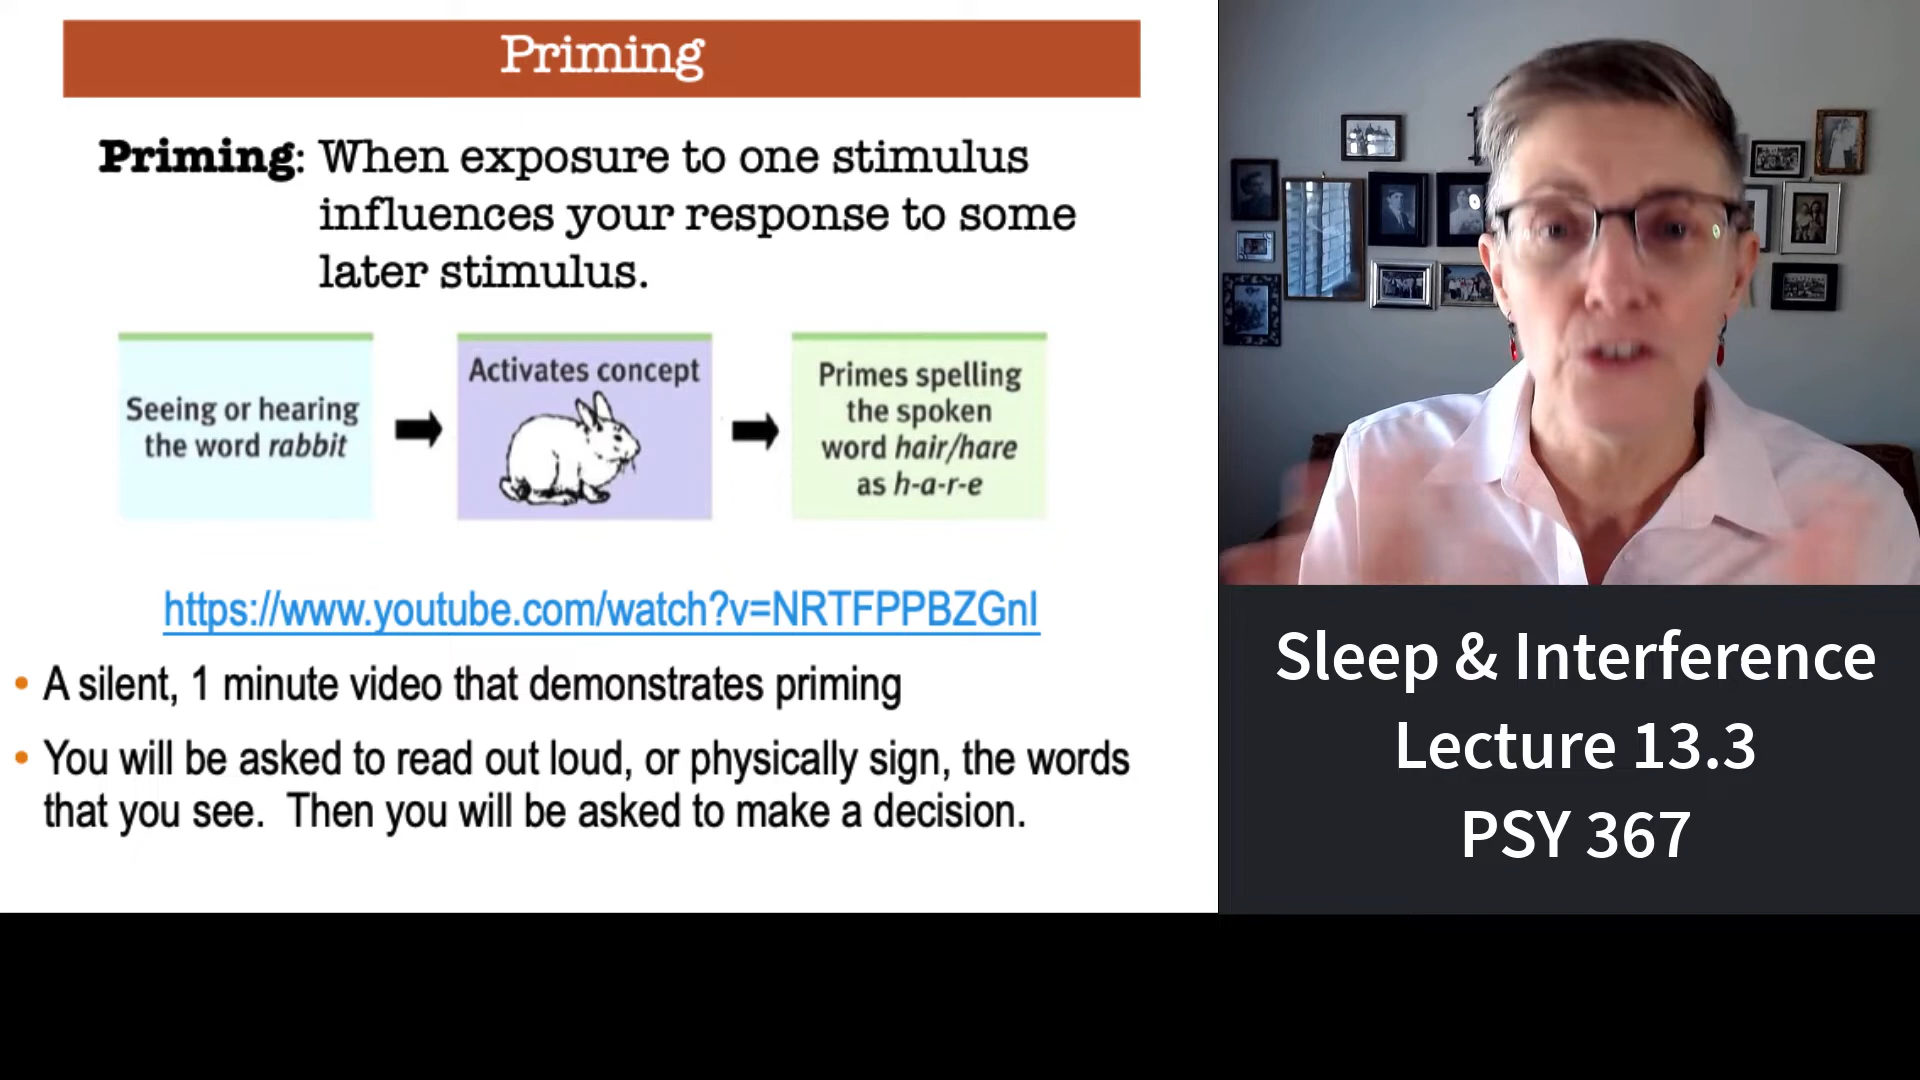 Priming
Priming: When exposure to one stimulus
influences your response to some
later stimulus.
Seeing or hearing
the word rabbit
Activates concept
Primes spelling
the spoken
word hair/hare
as h-a-r-e
https://www.youtube.com/watch?v=NRTFPPBZGnI
• A silent, 1 minute video that demonstrates priming
• You will be asked to read out loud, or physically sign, the words
that you see. Then you will be asked to make a decision.
Sleep & Interference
Lecture 13.3
PSY 367